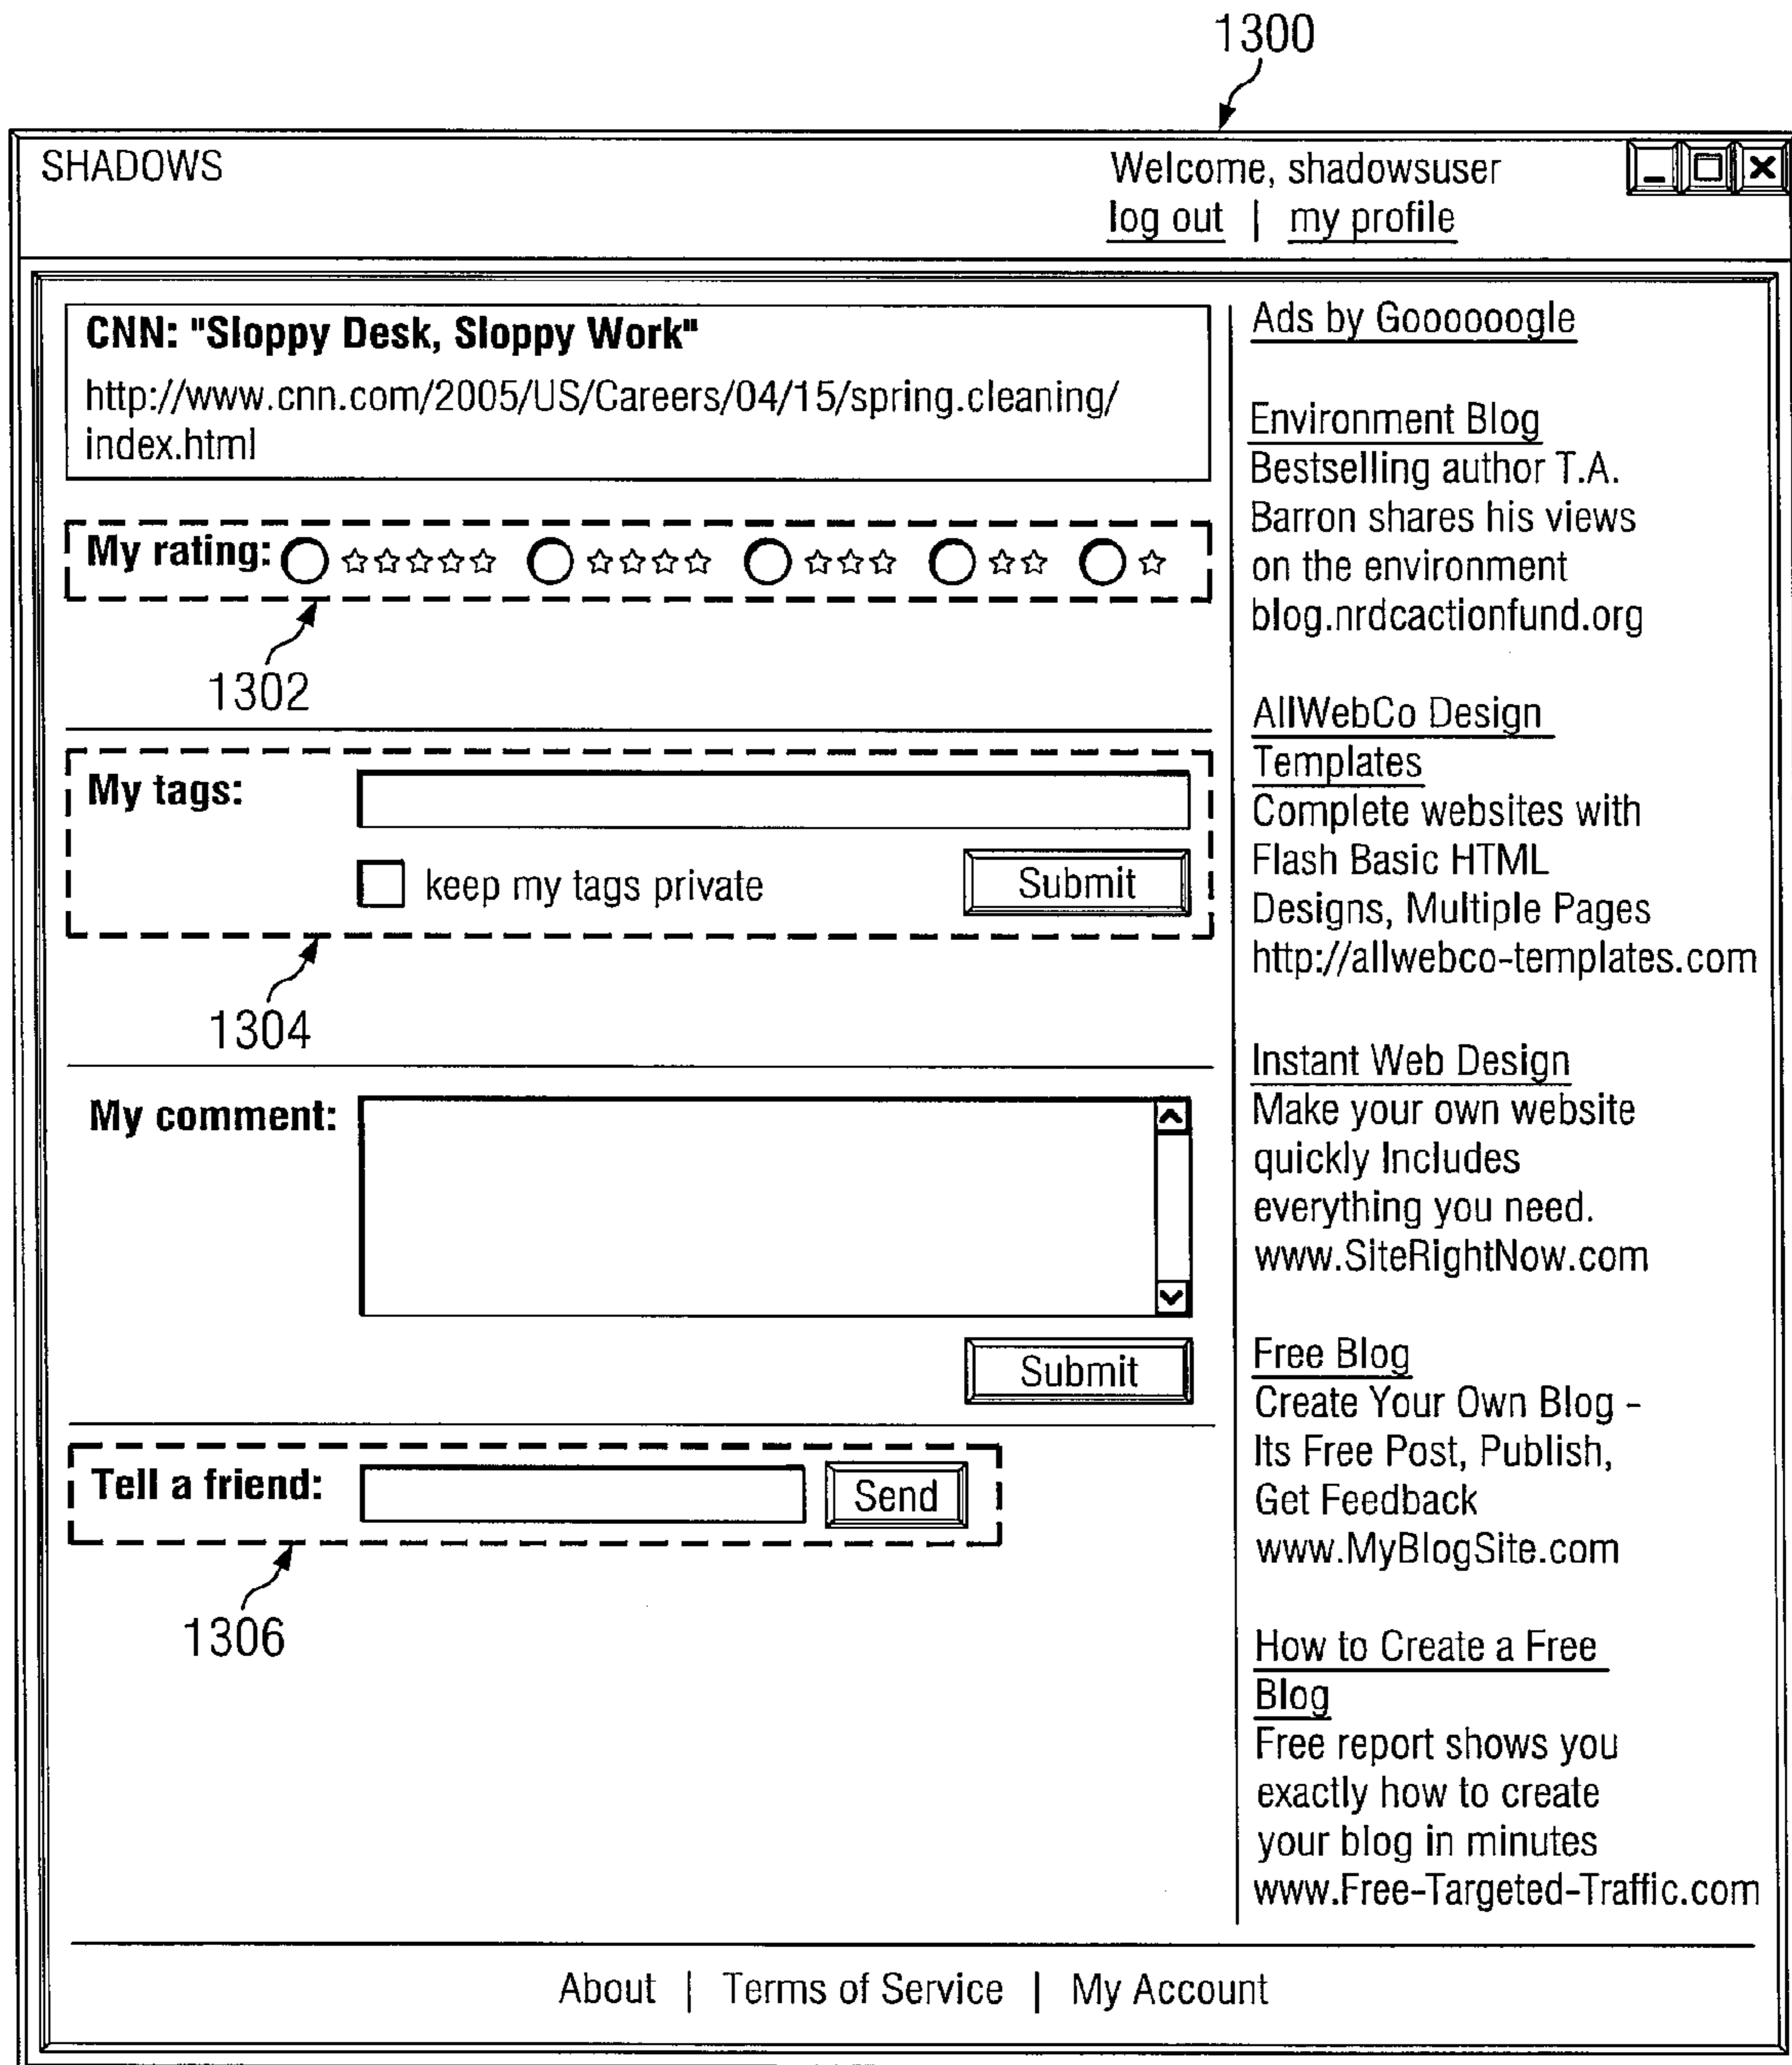 1300
SHADOWS
Welcome, shadowsuser
log out | my profile
CNN: "Sloppy Desk, Sloppy Work"
http://www.cnn.com/2005/US/Careers/04/15/spring.cleaning/
index.html
My rating: ☆☆☆☆☆ ☆☆☆☆ ☆☆☆ ☆☆ ☆
1302
My tags:
keep my tags private Submit
1304
My comment:
Submit
Tell a friend: Send
1306
Ads by Goooooogle
Environment Blog
Bestselling author T.A.
Barron shares his views
on the environment
blog.nrdcactionfund.org
AllWebCo Design
Templates
Complete websites with
Flash Basic HTML
Designs, Multiple Pages
http://allwebco-templates.com
Instant Web Design
Make your own website
quickly Includes
everything you need.
www.SiteRightNow.com
Free Blog
Create Your Own Blog -
Its Free Post, Publish,
Get Feedback
www.MyBlogSite.com
How to Create a Free
Blog
Free report shows you
exactly how to create
your blog in minutes
www.Free-Targeted-Traffic.com
About | Terms of Service | My Account